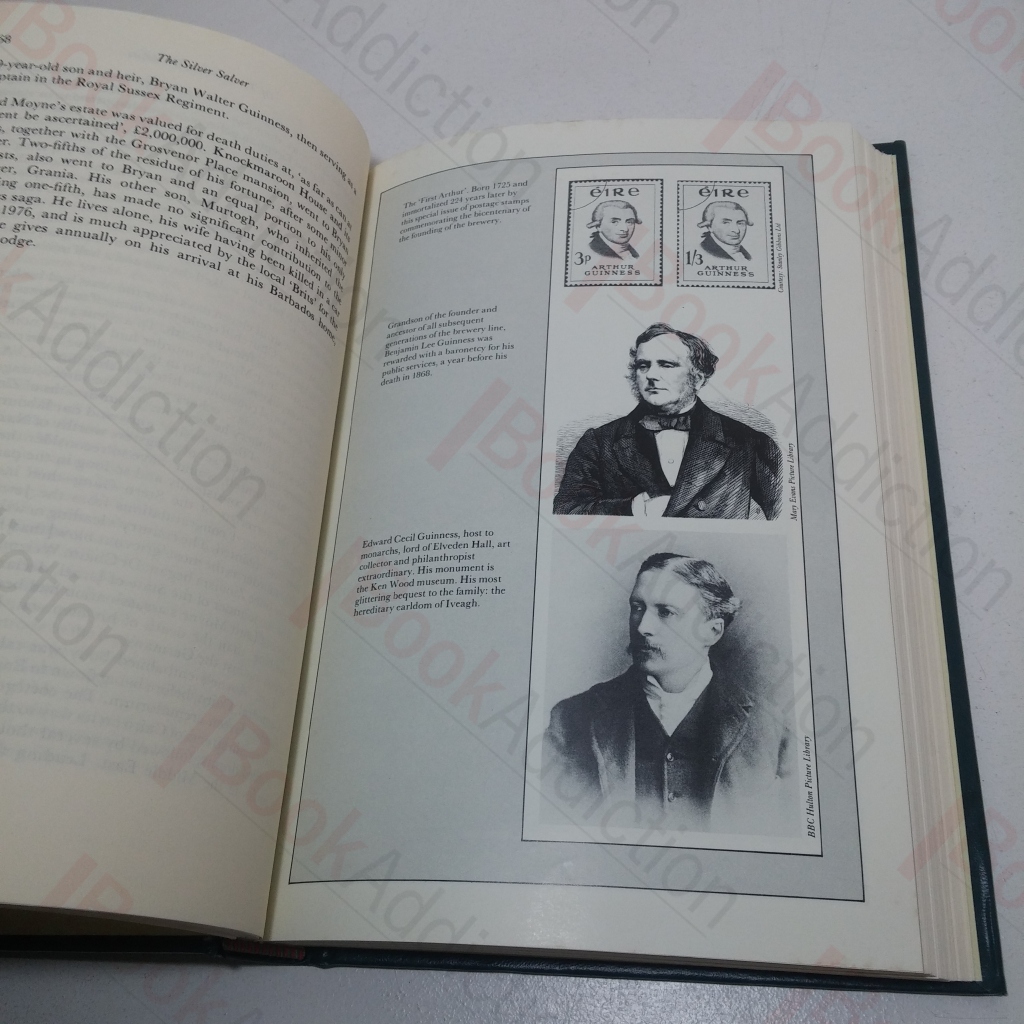 The Silver Salver
-year-old son and heir, Bryan Walter Guinness, then serving as a
ptain in the Royal Sussex Regiment.
d Moyne's estate was valued for death duties at, 'as far as can at
ent be ascertained', £2,000,000. Knockmaroon House and its
, together with the Grosvenor Place mansion, went to Bryan
er. Two-fifths of the residue of his fortune, after some minor
sts, also went to Bryan and an equal portion to his only
er, Grania. His other son, Murtogh, who inherited the
ing one-fifth, has made no significant contribution to the
s saga. He lives alone, his wife having been killed in a car
1976, and is much appreciated by the local 'Brits' for the
e gives annually on his arrival at his Barbados home,
odge.
The 'First Arthur'. Born 1725 and
immortalized 224 years later by
this special issue of postage stamps
commemorating the bicentenary of
the founding of the brewery.
éire
3p
ARTHUR
GUINNESS
éire
1/3
ARTHUR
GUINNESS
Courtesy: Stanley Gibbons Ltd
Grandson of the founder and
ancestor of all subsequent
generations of the brewery line,
Benjamin Lee Guinness was
rewarded with a baronetcy for his
public services, a year before his
death in 1868.
Mary Evans Picture Library
Edward Cecil Guinness, host to
monarchs, lord of Elveden Hall, art
collector and philanthropist
extraordinary. His monument is
the Ken Wood museum. His most
glittering bequest to the family: the
hereditary earldom of Iveagh.
BBC Hulton Picture Library
BookAddiction